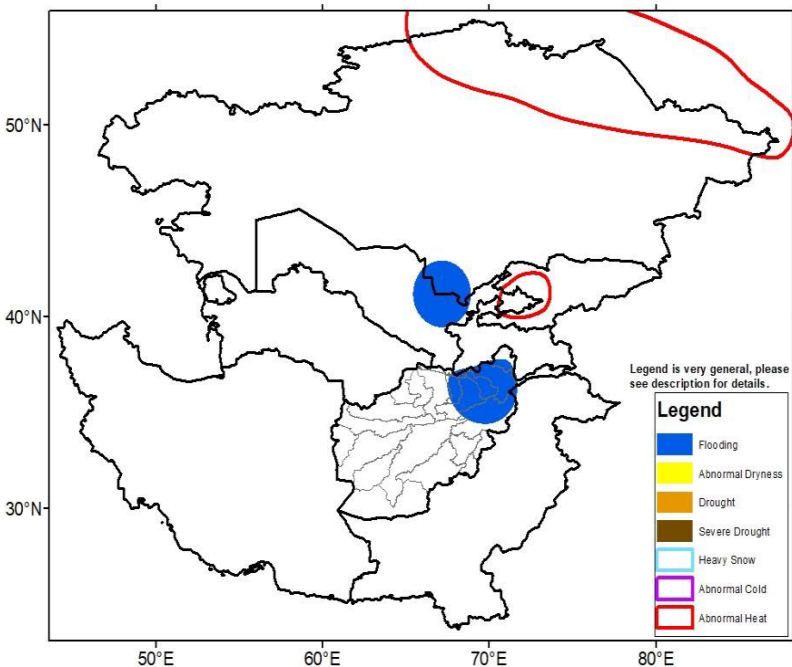 50°N
40°N
30°N
Legend is very general, please
see description for details.
Legend
Flooding
Abnormal Dryness
Drought
Severe Drought
Heavy Snow
Abnormal Cold
Abnormal Heat
50°E
60°E
70°E
80°E